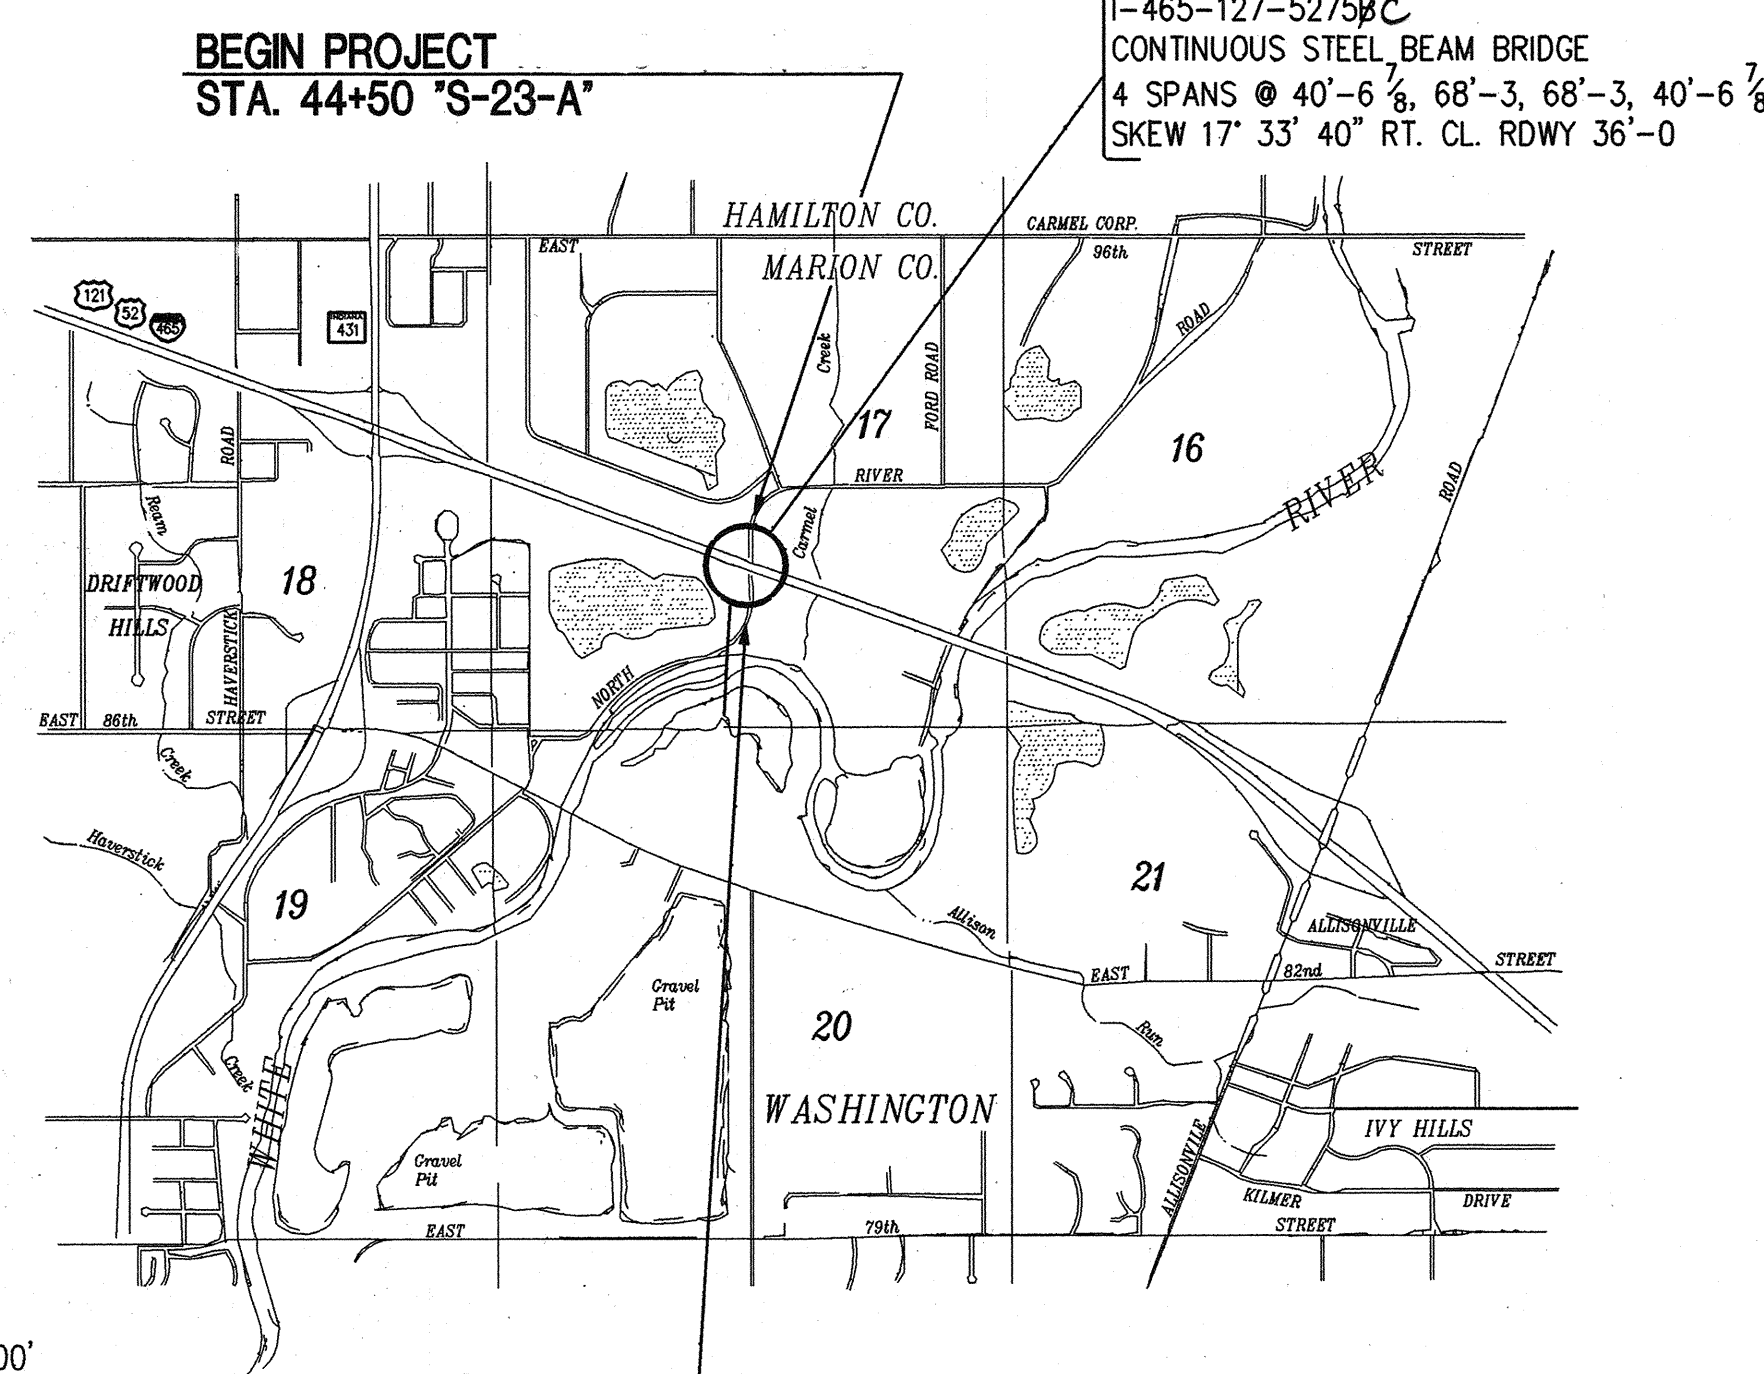 BEGIN PROJECT
STA. 44+50 "S-23-A"
I-465-127-5275BC
CONTINUOUS STEEL BEAM BRIDGE
4 SPANS @ 40'-6 7/8, 68'-3, 68'-3, 40'-6 7/8
SKEW 17° 33' 40" RT. CL. RDWY 36'-0
HAMILTON CO.
CARMEL CORP.
EAST
96th
STREET
MARION CO.
121
52
465
INDIANA
431
ROAD
Creek
FORD ROAD
17
16
ROAD
RIVER
RIVER
ROAD
Ream
Carmel
DRIFTWOOD
HILLS
18
HAVERSTICK
NORTH
EAST
86th
STREET
Creek
Haverstick
19
21
Allison
ALLISONVILLE
EAST
82nd
STREET
Gravel
Pit
20
Run
Creek
WASHINGTON
IVY HILLS
Gravel
Pit
ALLISONVILE
KILMER
DRIVE
EAST
79th
STREET
00'